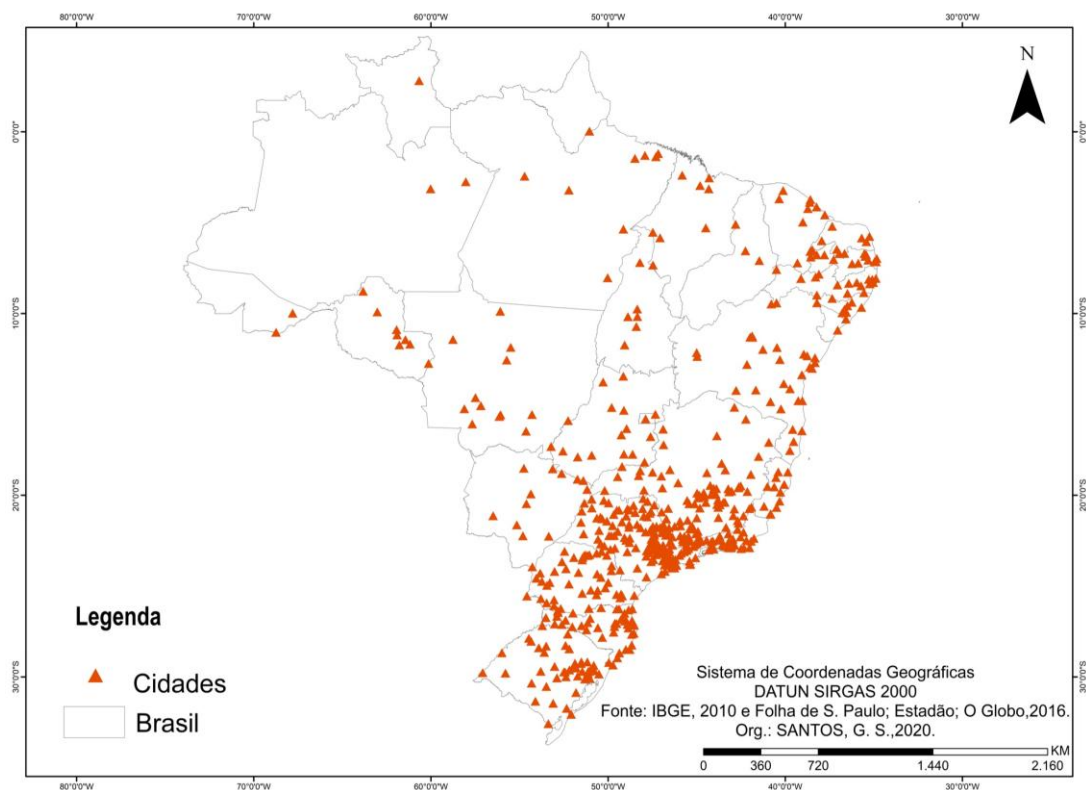 80°0'0"W 70°0'0"W 60°0'0"W 50°0'0"W 40°0'0"W 30°0'0"W
N
0°0'0" 0°0'0"
10°0'0"S 10°0'0"S
20°0'0"S 20°0'0"S
30°0'0"S 30°0'0"S
Legenda
Cidades
Brasil
Sistema de Coordenadas Geográficas
DATUN SIRGAS 2000
Fonte: IBGE, 2010 e Folha de S. Paulo; Estadão; O Globo,2016.
Org.: SANTOS, G. S.,2020.
KM
0 360 720 1.440 2.160
80°0'0"W 70°0'0"W 60°0'0"W 50°0'0"W 40°0'0"W 30°0'0"W